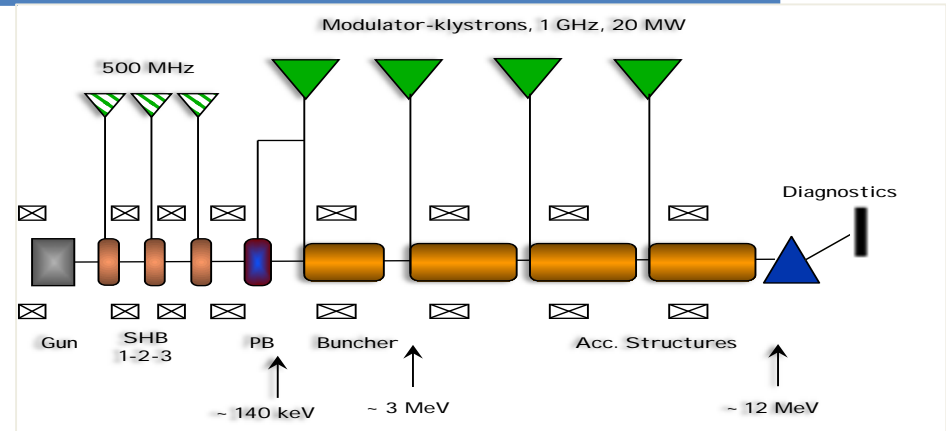 Modulator-klystrons, 1 GHz, 20 MW
500 MHz
Diagnostics
Gun
SHB
1-2-3
PB
Buncher
Acc. Structures
~ 140 keV
~ 3 MeV
~ 12 MeV